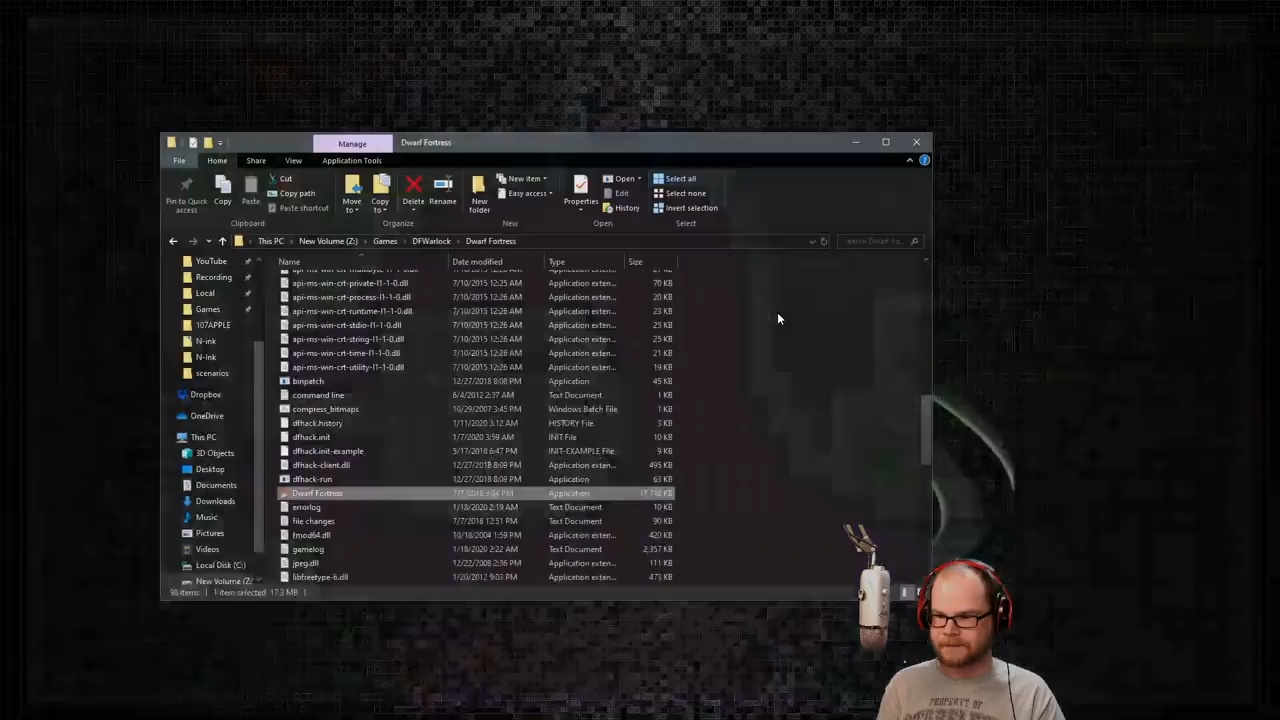 Manage Dwarf Fortress
File Home Share View Application Tools
Pin to Quick access
Copy
Paste
Cut
Copy path
Paste shortcut
Clipboard
Move to
Copy to
Delete
Rename
Organize
New folder
New item
Easy access
New
Properties
Open
Edit
History
Open
Select all
Select none
Invert selection
Select
This PC New Volume (Z:) Games DFWarlock Dwarf Fortress
YouTube
Recording
Local
Games
107APPLE
N-ink
N-Ink
scenarios
Dropbox
OneDrive
This PC
3D Objects
Desktop
Documents
Downloads
Music
Pictures
Videos
Local Disk (C:)
New Volume (Z:
Name Date modified Type Size
api-ms-win-crt-private-l1-1-0.dll 7/10/2015 12:25 AM Application exten... 70 KB
api-ms-win-crt-process-l1-1-0.dll 7/10/2015 12:26 AM Application exten... 20 KB
api-ms-win-crt-runtime-l1-1-0.dll 7/10/2015 12:26 AM Application exten... 23 KB
api-ms-win-crt-stdio-l1-1-0.dll 7/10/2015 12:26 AM Application exten... 25 KB
api-ms-win-crt-string-l1-1-0.dll 7/10/2015 12:26 AM Application exten... 25 KB
api-ms-win-crt-time-l1-1-0.dll 7/10/2015 12:26 AM Application exten... 21 KB
api-ms-win-crt-utility-l1-1-0.dll 7/10/2015 12:26 AM Application exten... 19 KB
binpatch 12/27/2018 8:08 PM Application 45 KB
command line 6/4/2012 2:37 AM Text Document 1 KB
compress_bitmaps 10/29/2007 3:45 PM Windows Batch File 1 KB
dfhack.history 1/11/2020 3:12 AM HISTORY File 3 KB
dfhack.init 1/7/2020 3:59 AM INIT File 10 KB
dfhack.init-example 5/17/2018 6:47 PM INIT-EXAMPLE File 9 KB
dfhack-client.dll 12/27/2018 8:09 PM Application exten... 495 KB
dfhack-run 12/27/2018 8:09 PM Application 63 KB
Dwarf Fortress Application
errorlog 1/18/2020 2:19 AM Text Document 10 KB
file changes 7/7/2018 12:51 PM Text Document 90 KB
fmod64.dll 10/18/2004 1:59 PM Application exten... 420 KB
gamelog 1/18/2020 2:22 AM Text Document 2,357 KB
jpeg.dll 12/22/2008 2:36 PM Application exten... 111 KB
libfreetype-6.dll 1/20/2012 9:03 PM Application exten... 473 KB
98 items 1 item selected 17.3 MB
PROPERTY OF